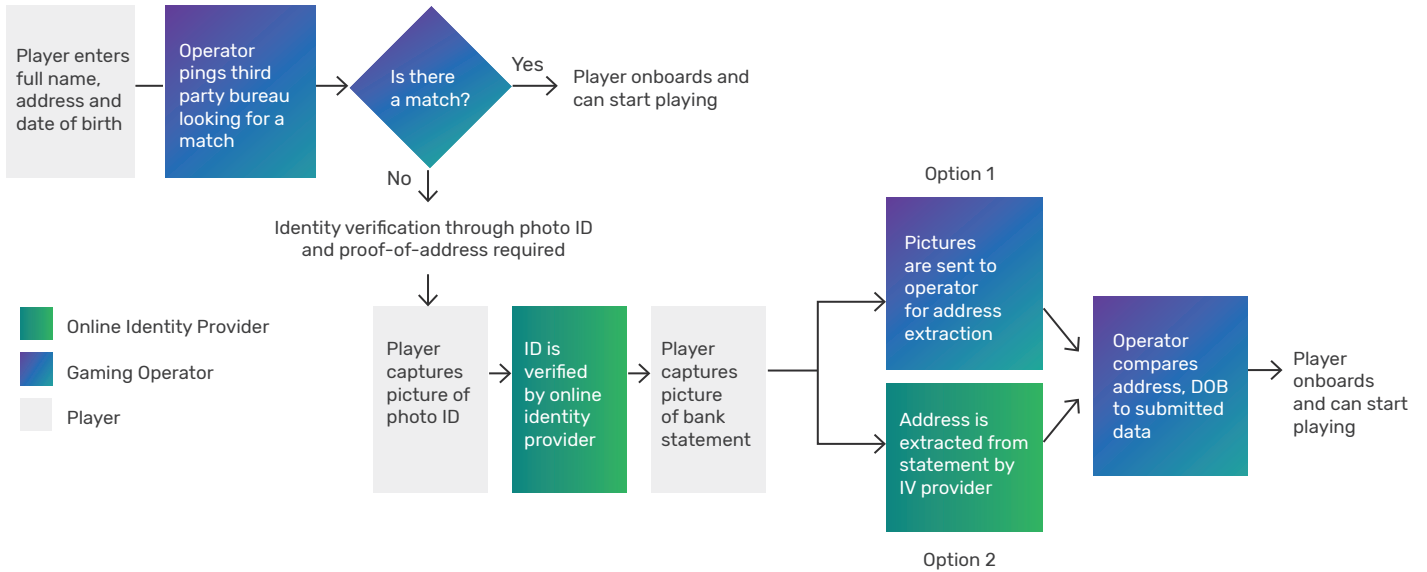 Player enters
full name,
address and
date of birth
Operator
pings third
party bureau
looking for a
match
Is there
a match?
Yes
Player onboards and
can start playing
No
Identity verification through photo ID
and proof-of-address required
Online Identity Provider
Gaming Operator
Player
Player
captures
picture of
photo ID
ID is
verified
by online
identity
provider
Player
captures
picture
of bank
statement
Option 1
Pictures
are sent to
operator
for address
extraction
Address is
extracted from
statement by
IV provider
Option 2
Operator
compares
address, DOB
to submitted
data
Player
onboards
and can start
playing